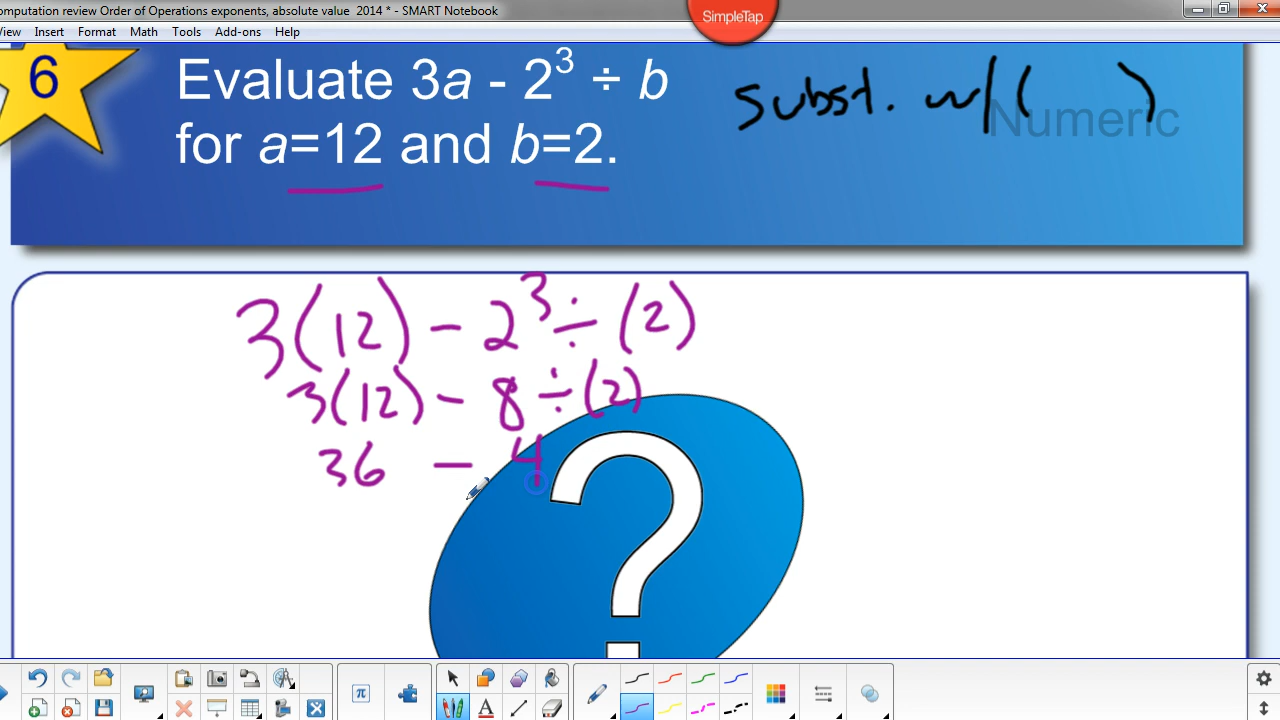 omputation review Order of Operations exponents, absolute value 2014 * - SMART Notebook
SimpleTap
View Insert Format Math Tools Add-ons Help
6
Evaluate 3a - 2³ ÷ b
for a=12 and b=2.
subst. w/( )
Numeric
3(12) - 2³ ÷ (2)
3(12) - 8 ÷ (2)
36 - 4
?
π
A